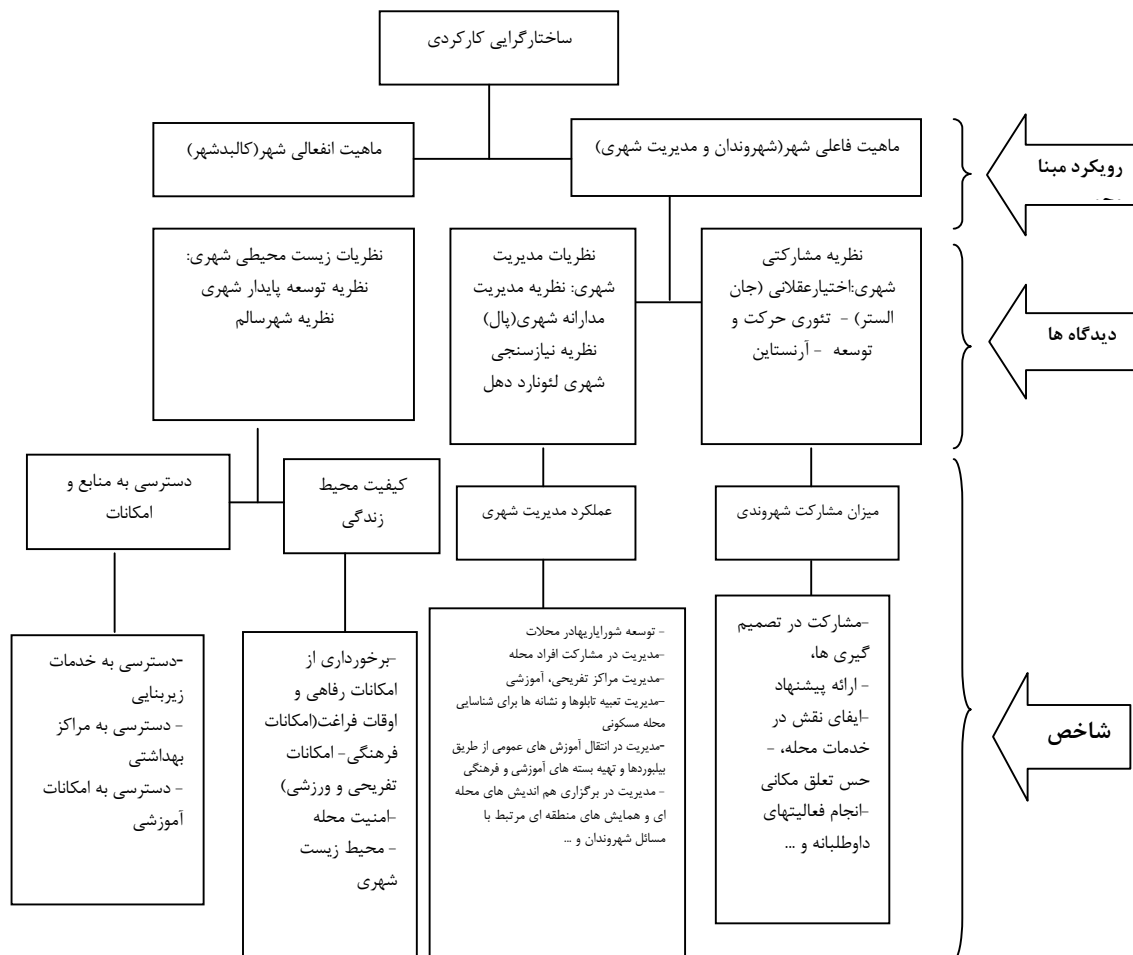 ساختارگرایی کارکردی
ماهیت فاعلی شهر(شهروندان و مدیریت شهری)
ماهیت انفعالی شهر(کالبدشهر)
رویکرد مبنا
نظریه مشارکتی
شهری:اختیارعقلانی (جان
الستر) - تئوری حرکت و
توسعه - آرنستاین
نظریات مدیریت
شهری: نظریه مدیریت
مدارانه شهری(پال)
نظریه نیازسنجی
شهری لئونارد دهل
نظریات زیست محیطی شهری:
نظریه توسعه پایدار شهری
نظریه شهرسالم
دیدگاه ها
میزان مشارکت شهروندی
عملکرد مدیریت شهری
کیفیت محیط
زندگی
دسترسی به منابع و
امکانات
-مشارکت در تصمیم
گیری ها،
- ارائه پیشنهاد
-ایفای نقش در
خدمات محله، -
حس تعلق مکانی
-انجام فعالیتهای
داوطلبانه و ...
- توسعه شورایاریهادر محلات
-مدیریت در مشارکت افراد محله
-مدیریت مراکز تفریحی، آموزشی
-مدیریت تعبیه تابلوها و نشانه ها برای شناسایی
محله مسکونی
-مدیریت در انتقال آموزش های عمومی از طریق
بیلبوردها و تهیه بسته های آموزشی و فرهنگی
- مدیریت در برگزاری هم اندیش های محله
ای و همایش های منطقه ای مرتبط با
مسائل شهروندان و ...
-برخورداری از
امکانات رفاهی و
اوقات فراغت(امکانات
فرهنگی- امکانات
تفریحی و ورزشی)
-امنیت محله
- محیط زیست
شهری
-دسترسی به خدمات
زیربنایی
- دسترسی به مراکز
بهداشتی
- دسترسی به امکانات
آموزشی
شاخص